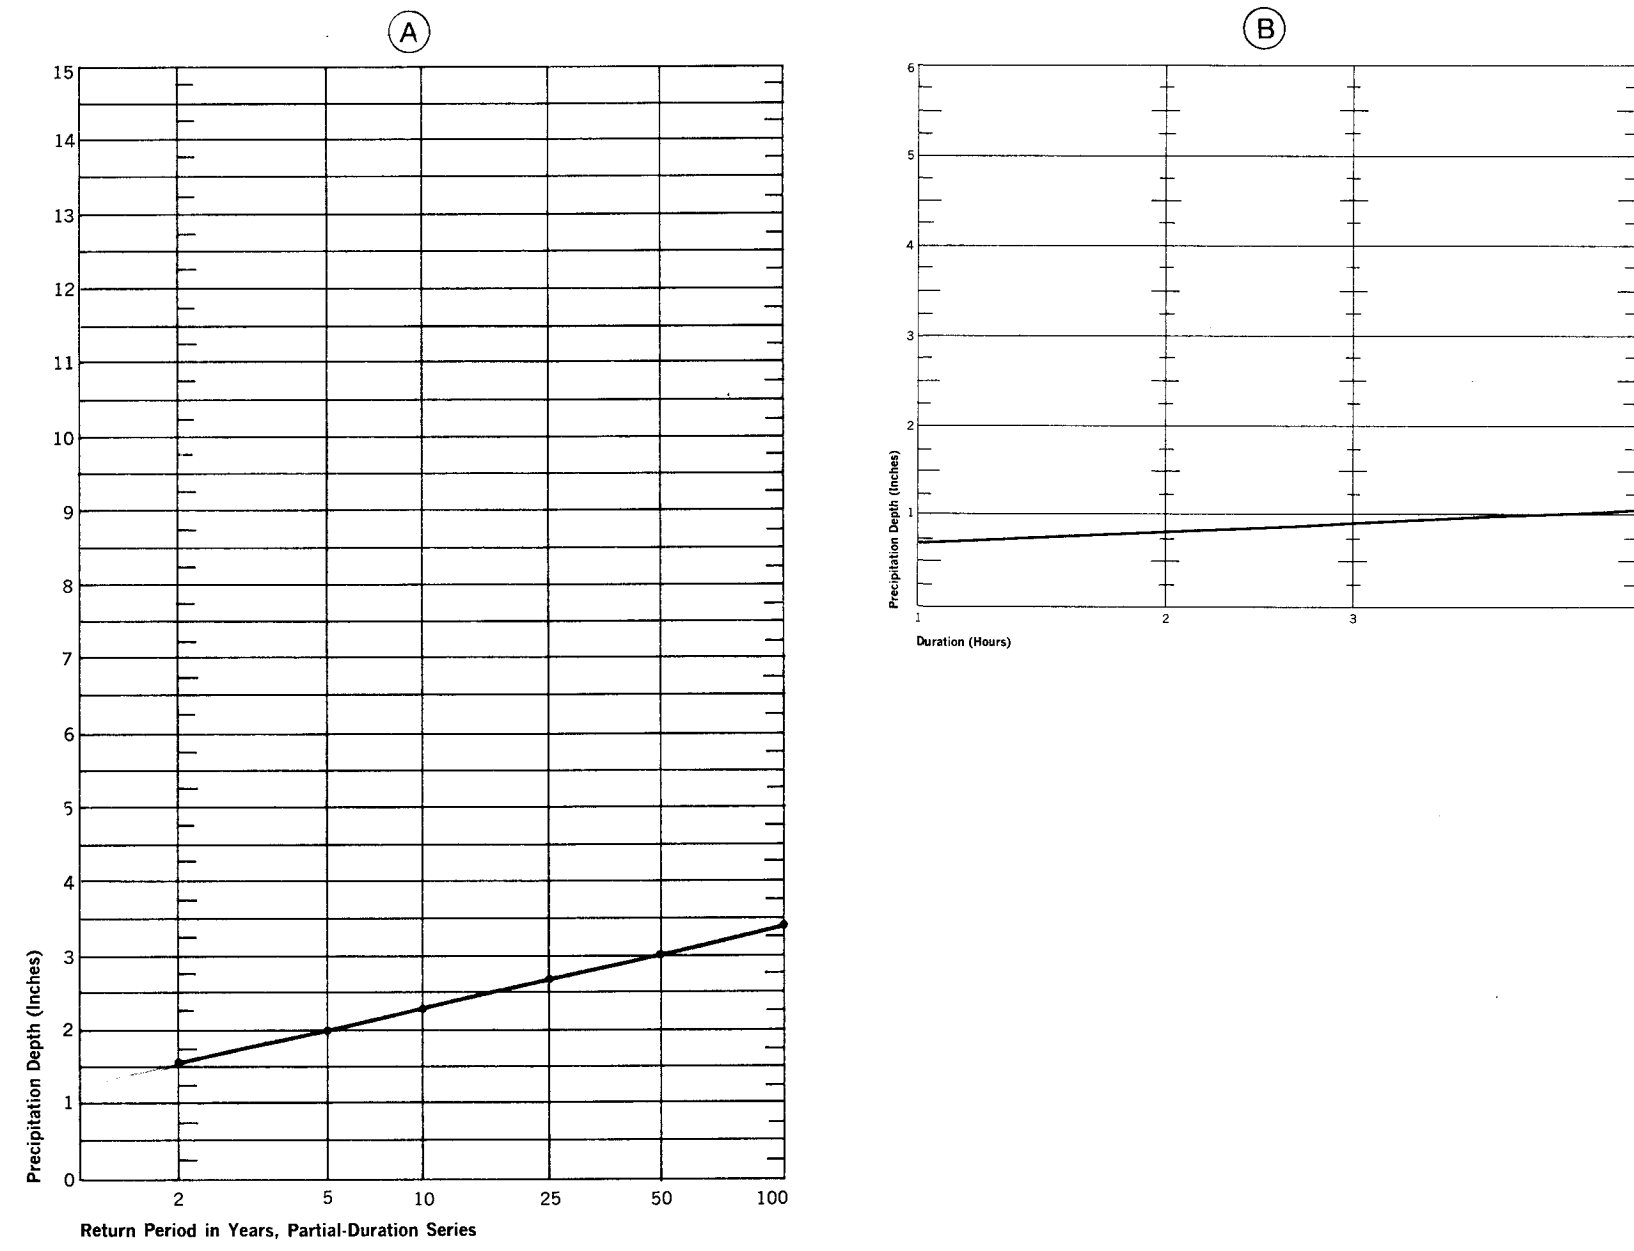 A
15
14
13
12
11
10
9
8
7
6
5
4
3
2
1
0
Precipitation Depth (Inches)
2 5 10 25 50 100
Return Period in Years, Partial-Duration Series
B
6
5
4
3
2
1
Precipitation Depth (Inches)
1 2 3
Duration (Hours)